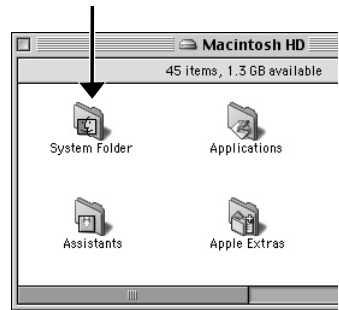 Macintosh HD
45 items, 1.3 GB available
System Folder
Applications
Assistants
Apple Extras